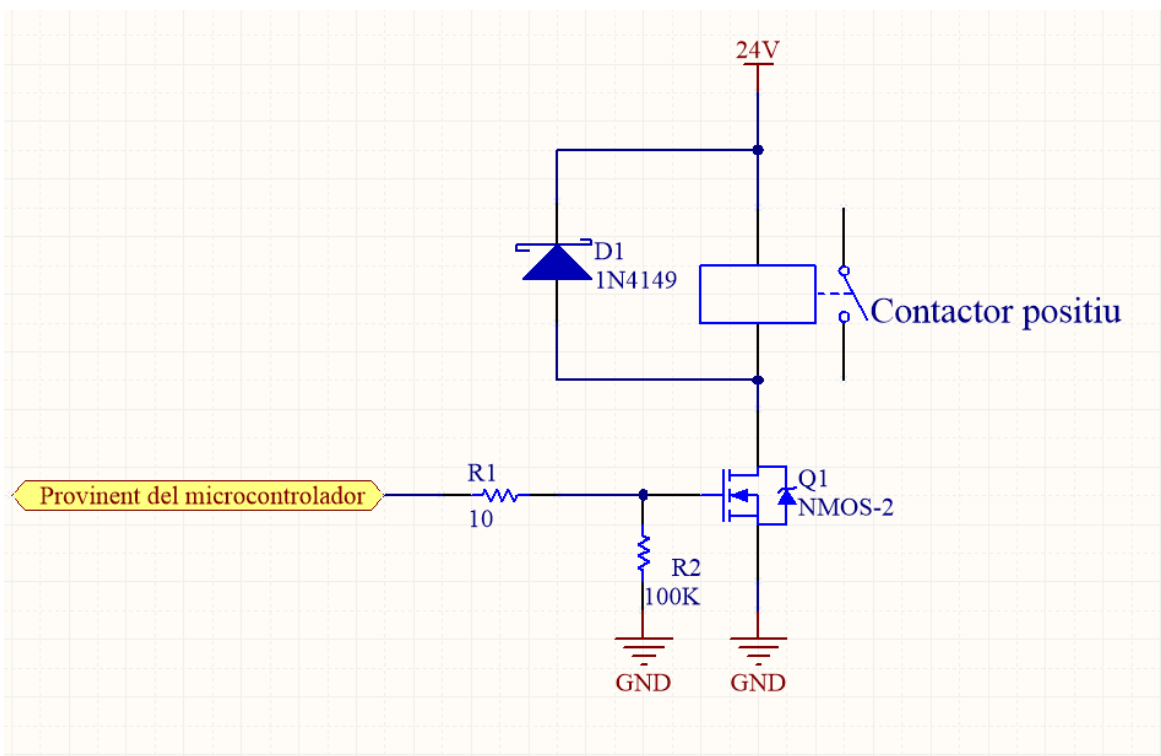 24V
D1
1N4149
Contactor positiu
Provinent del microcontrolador
R1
10
Q1
NMOS-2
R2
100K
GND
GND